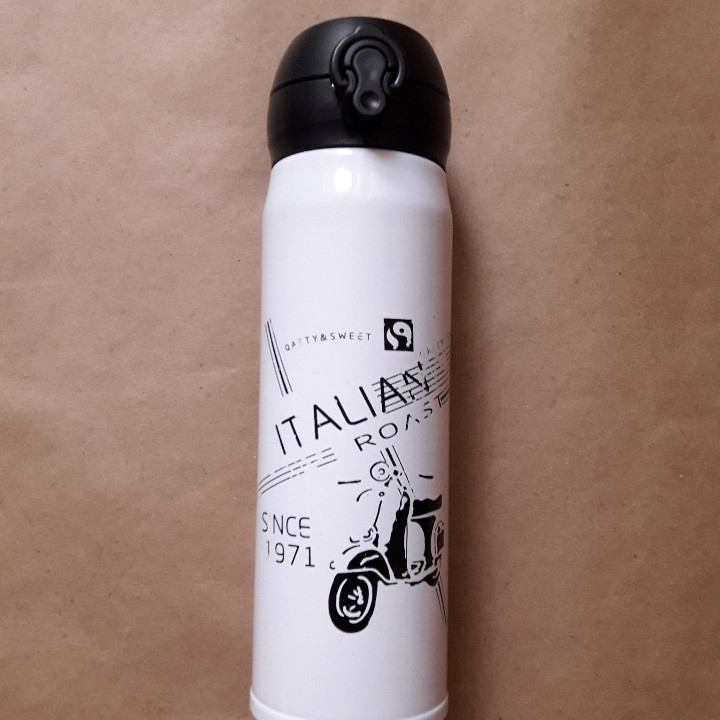 QAFTY&SWEET
ITALIAN
ROAST
SINCE
1971